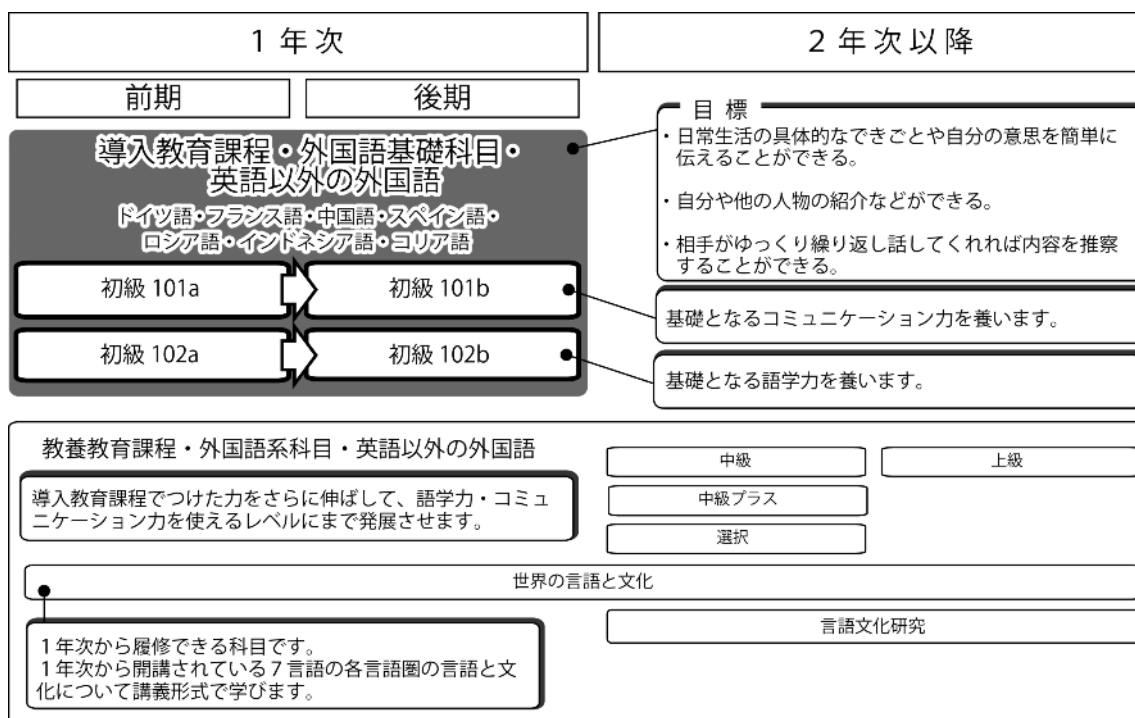 1 年 次
2 年 次 以 降
前期
後期
導入教育課程・外国語基礎科目・
英語以外の外国語
ドイツ語・フランス語・中国語・スペイン語・
ロシア語・インドネシア語・コリア語
初級 101a
初級 101b
初級 102a
初級 102b
目 標
・日常生活の具体的なできごとや自分の意思を簡単に
伝えることができる。
・自分や他の人物の紹介などができる。
・相手がゆっくり繰り返し話してくれれば内容を推察
することができる。
基礎となるコミュニケーション力を養います。
基礎となる語学力を養います。
教養教育課程・外国語系科目・英語以外の外国語
導入教育課程でつけた力をさらに伸ばして、語学力・コミュ
ニケーション力を使えるレベルにまで発展させます。
中級
上級
中級プラス
選択
世界の言語と文化
1年次から履修できる科目です。
1年次から開講されている7言語の各言語圏の言語と文
化について講義形式で学びます。
言語文化研究